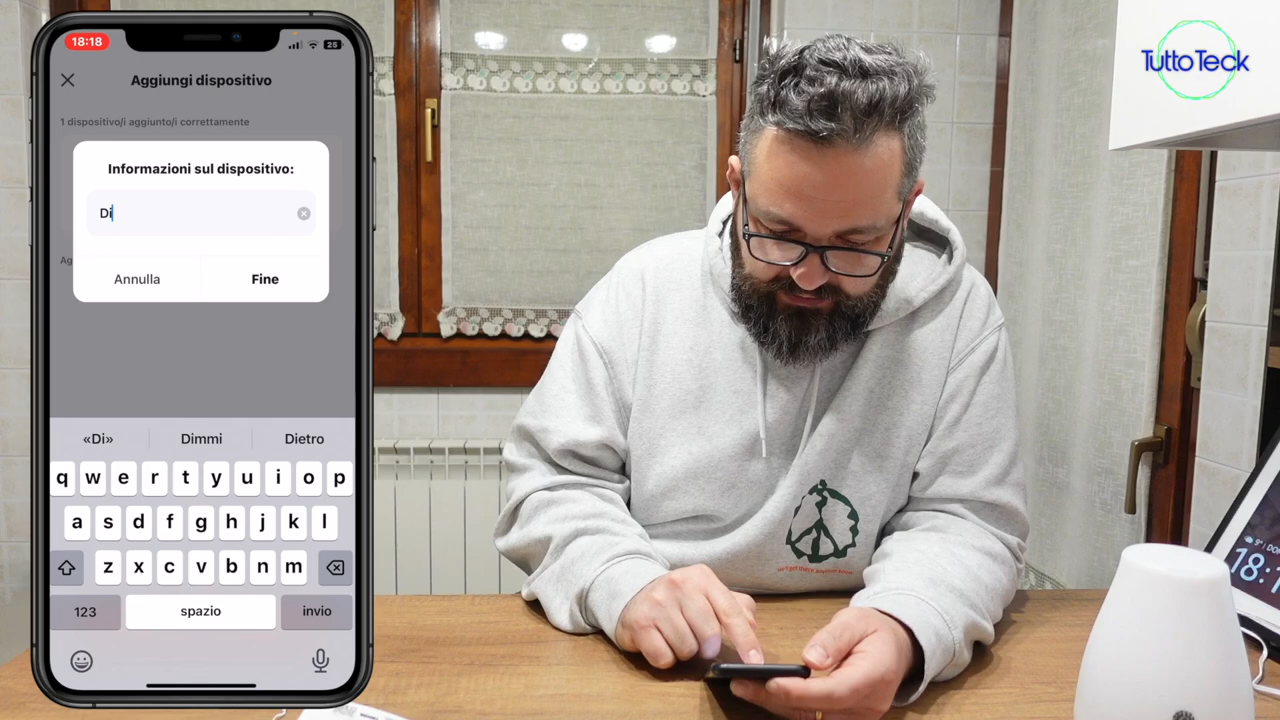 18:18
25
Aggiungi dispositivo
1 dispositivo/i aggiunto/i correttamente
Informazioni sul dispositivo:
Di
Ag
Annulla
Fine
«Di»
Dimmi
Dietro
q w e r t y u i o p
a s d f g h j k l
z x c v b n m
123
spazio
invio
TuttoTeck